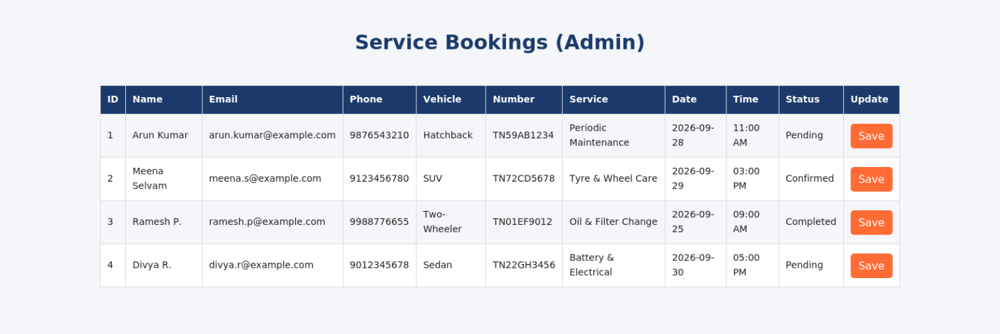 Service Bookings (Admin)
ID Name Email Phone Vehicle Number Service Date Time Status Update
1 Arun Kumar arun.kumar@example.com 9876543210 Hatchback TN59AB1234 Periodic Maintenance 2026-09-28 11:00 AM Pending Save
2 Meena Selvam meena.s@example.com 9123456780 SUV TN72CD5678 Tyre & Wheel Care 2026-09-29 03:00 PM Confirmed Save
3 Ramesh P. ramesh.p@example.com 9988776655 Two-Wheeler TN01EF9012 Oil & Filter Change 2026-09-25 09:00 AM Completed Save
4 Divya R. divya.r@example.com 9012345678 Sedan TN22GH3456 Battery & Electrical 2026-09-30 05:00 PM Pending Save